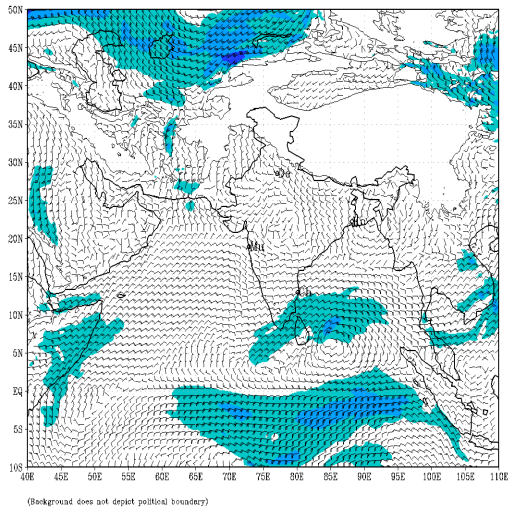 50N
45N
40N
35N
30N
25N
20N
15N
10N
5N
EQ
5S
10S
40E 45E 50E 55E 60E 65E 70E 75E 80E 85E 90E 95E 100E 105E 110E
Mu
(Background does not depict political boundary)